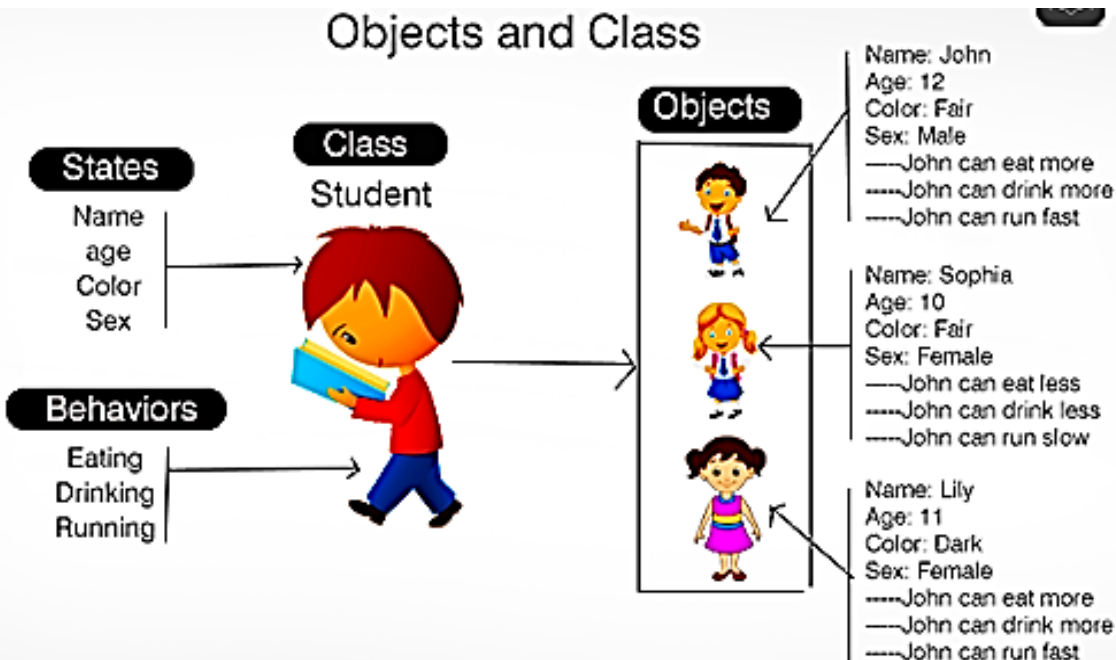 Objects and Class
States
Name
age
Color
Sex
Behaviors
Eating
Drinking
Running
Class
Student
Objects
Name: John
Age: 12
Color: Fair
Sex: Male
-----John can eat more
-----John can drink more
-----John can run fast
Name: Sophia
Age: 10
Color: Fair
Sex: Female
-----John can eat less
-----John can drink less
-----John can run slow
Name: Lily
Age: 11
Color: Dark
Sex: Female
-----John can eat more
-----John can drink more
-----John can run fast